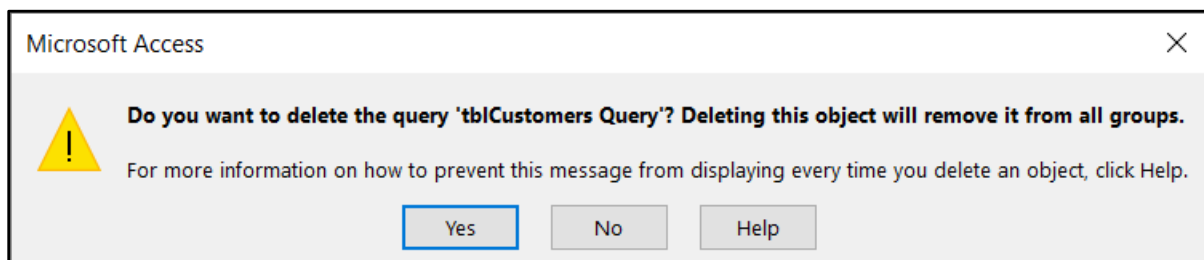 Microsoft Access
Do you want to delete the query 'tblCustomers Query'? Deleting this object will remove it from all groups.
For more information on how to prevent this message from displaying every time you delete an object, click Help.
Yes No Help